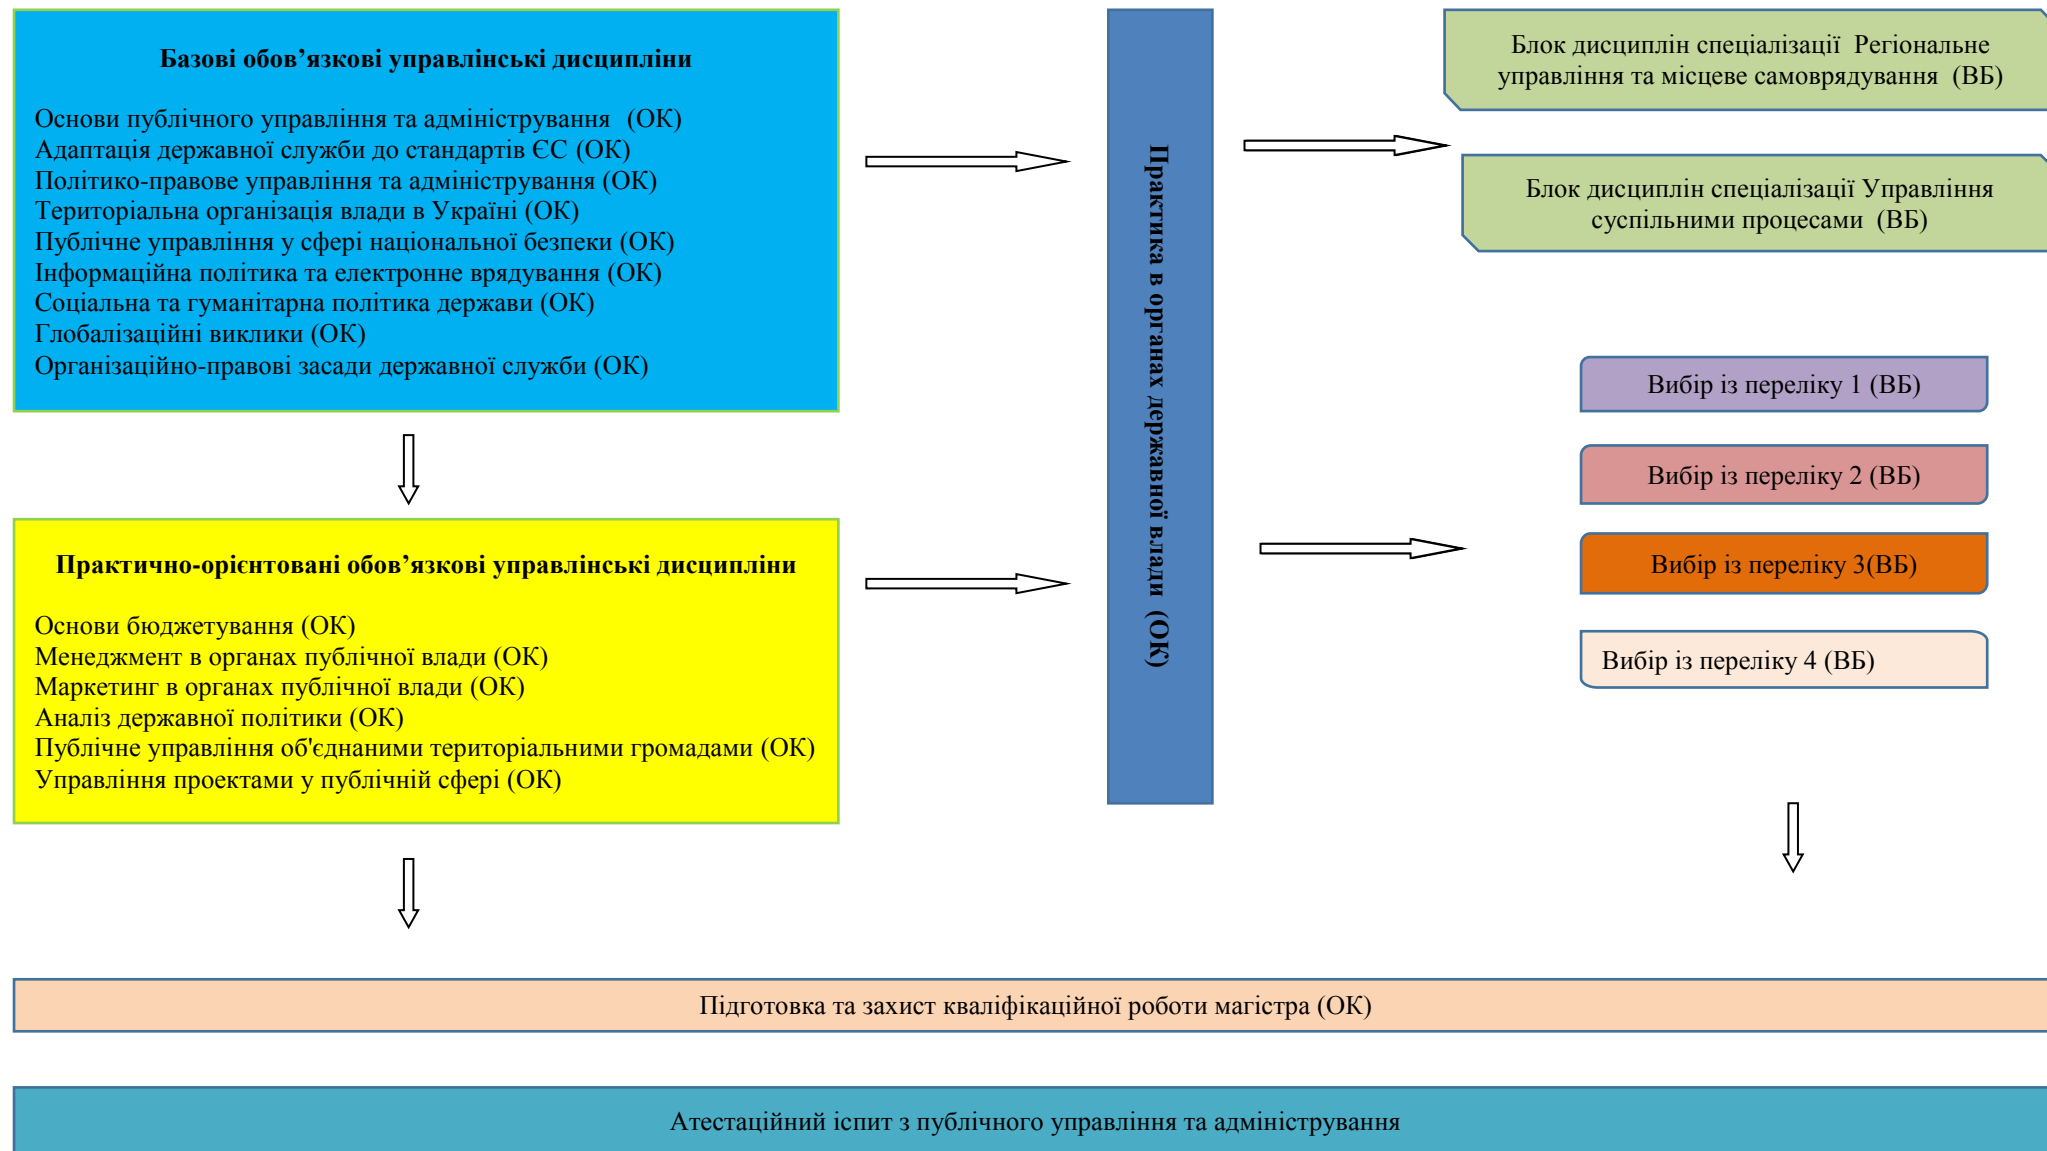 Базові обов’язкові управлінські дисципліни
Основи публічного управління та адміністрування (ОК)
Адаптація державної служби до стандартів ЄС (ОК)
Політико-правове управління та адміністрування (ОК)
Територіальна організація влади в Україні (ОК)
Публічне управління у сфері національної безпеки (ОК)
Інформаційна політика та електронне врядування (ОК)
Соціальна та гуманітарна політика держави (ОК)
Глобалізаційні виклики (ОК)
Організаційно-правові засади державної служби (ОК)
Практично-орієнтовані обов’язкові управлінські дисципліни
Основи бюджетування (ОК)
Менеджмент в органах публічної влади (ОК)
Маркетинг в органах публічної влади (ОК)
Аналіз державної політики (ОК)
Публічне управління об'єднаними територіальними громадами (ОК)
Управління проектами у публічній сфері (ОК)
Практика в органах державної влади (ОК)
Блок дисциплін спеціалізації Регіональне
управління та місцеве самоврядування (ВБ)
Блок дисциплін спеціалізації Управління
суспільними процесами (ВБ)
Вибір із переліку 1 (ВБ)
Вибір із переліку 2 (ВБ)
Вибір із переліку 3(ВБ)
Вибір із переліку 4 (ВБ)
Підготовка та захист кваліфікаційної роботи магістра (ОК)
Атестаційний іспит з публічного управління та адміністрування